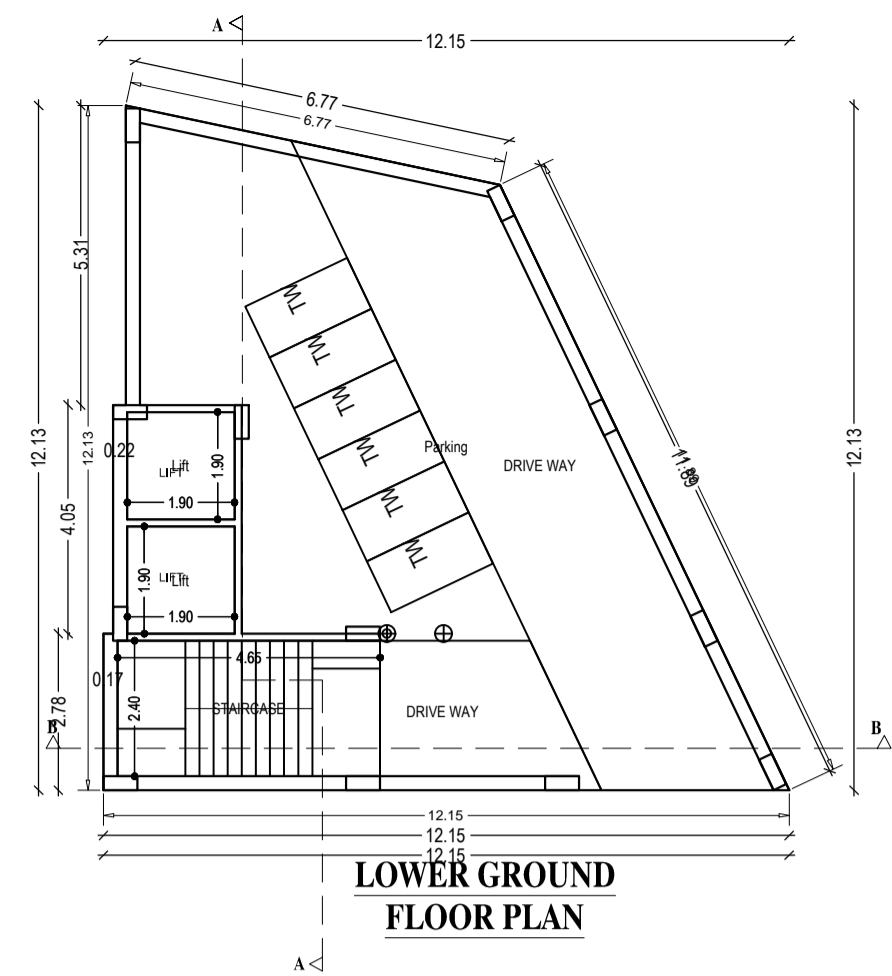 A
12.15
6.77
6.77
5.31
12.13
12.13
12.13
TW
TW
TW
TW
TW
TW
Parking
DRIVE WAY
0.22
Lift
LIFT
1.90
1.90
4.05
LIFT
Lift
1.90
1.90
4.65
0.17
2.78
2.40
STAIRCASE
DRIVE WAY
B
B
12.15
12.15
12.15
LOWER GROUND
FLOOR PLAN
A